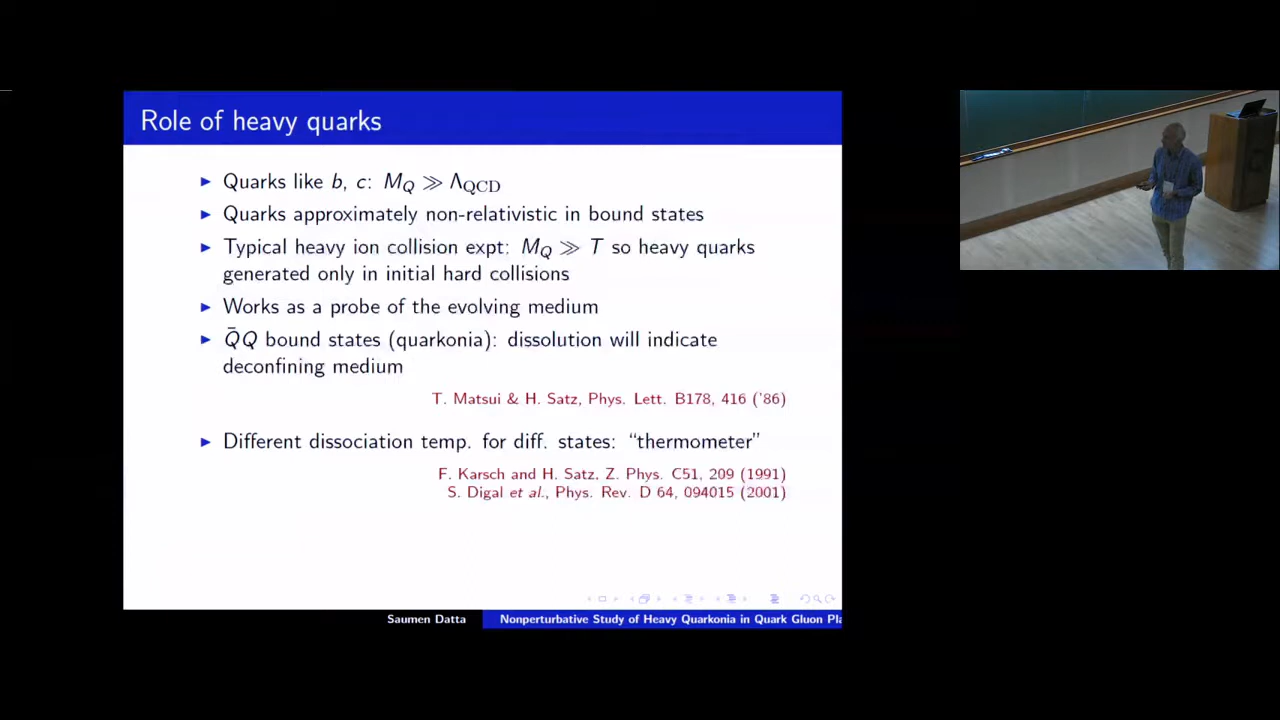 Role of heavy quarks
▶ Quarks like b, c: M_Q ≫ Λ_QCD
▶ Quarks approximately non-relativistic in bound states
▶ Typical heavy ion collision expt: M_Q ≫ T so heavy quarks
generated only in initial hard collisions
▶ Works as a probe of the evolving medium
▶ Q̄Q bound states (quarkonia): dissolution will indicate
deconfining medium
T. Matsui & H. Satz, Phys. Lett. B178, 416 ('86)
▶ Different dissociation temp. for diff. states: “thermometer”
F. Karsch and H. Satz, Z. Phys. C51, 209 (1991)
S. Digal et al., Phys. Rev. D 64, 094015 (2001)
Saumen Datta
Nonperturbative Study of Heavy Quarkonia in Quark Gluon Pla